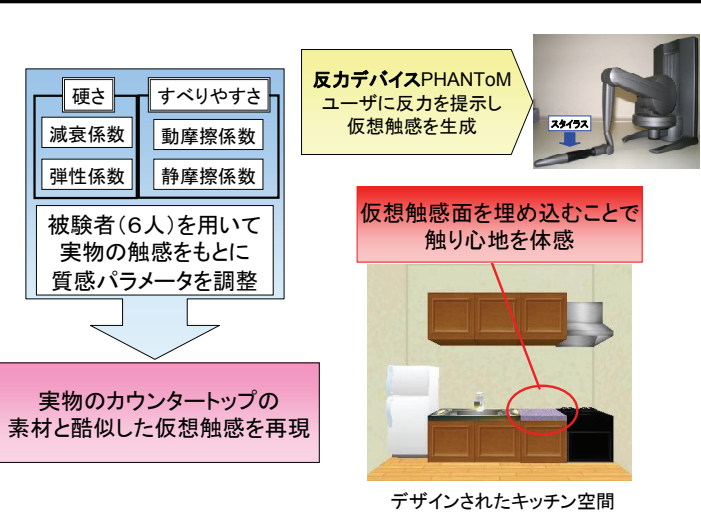 硬さ
すべりやすさ
減衰係数
動摩擦係数
弾性係数
静摩擦係数
被験者（６人）を用いて
実物の触感をもとに
質感パラメータを調整
実物のカウンタートップの
素材と酷似した仮想触感を再現
反力デバイスPHANToM
ユーザに反力を提示し
仮想触感を生成
スタイラス
仮想触感面を埋め込むことで
触り心地を体感
デザインされたキッチン空間